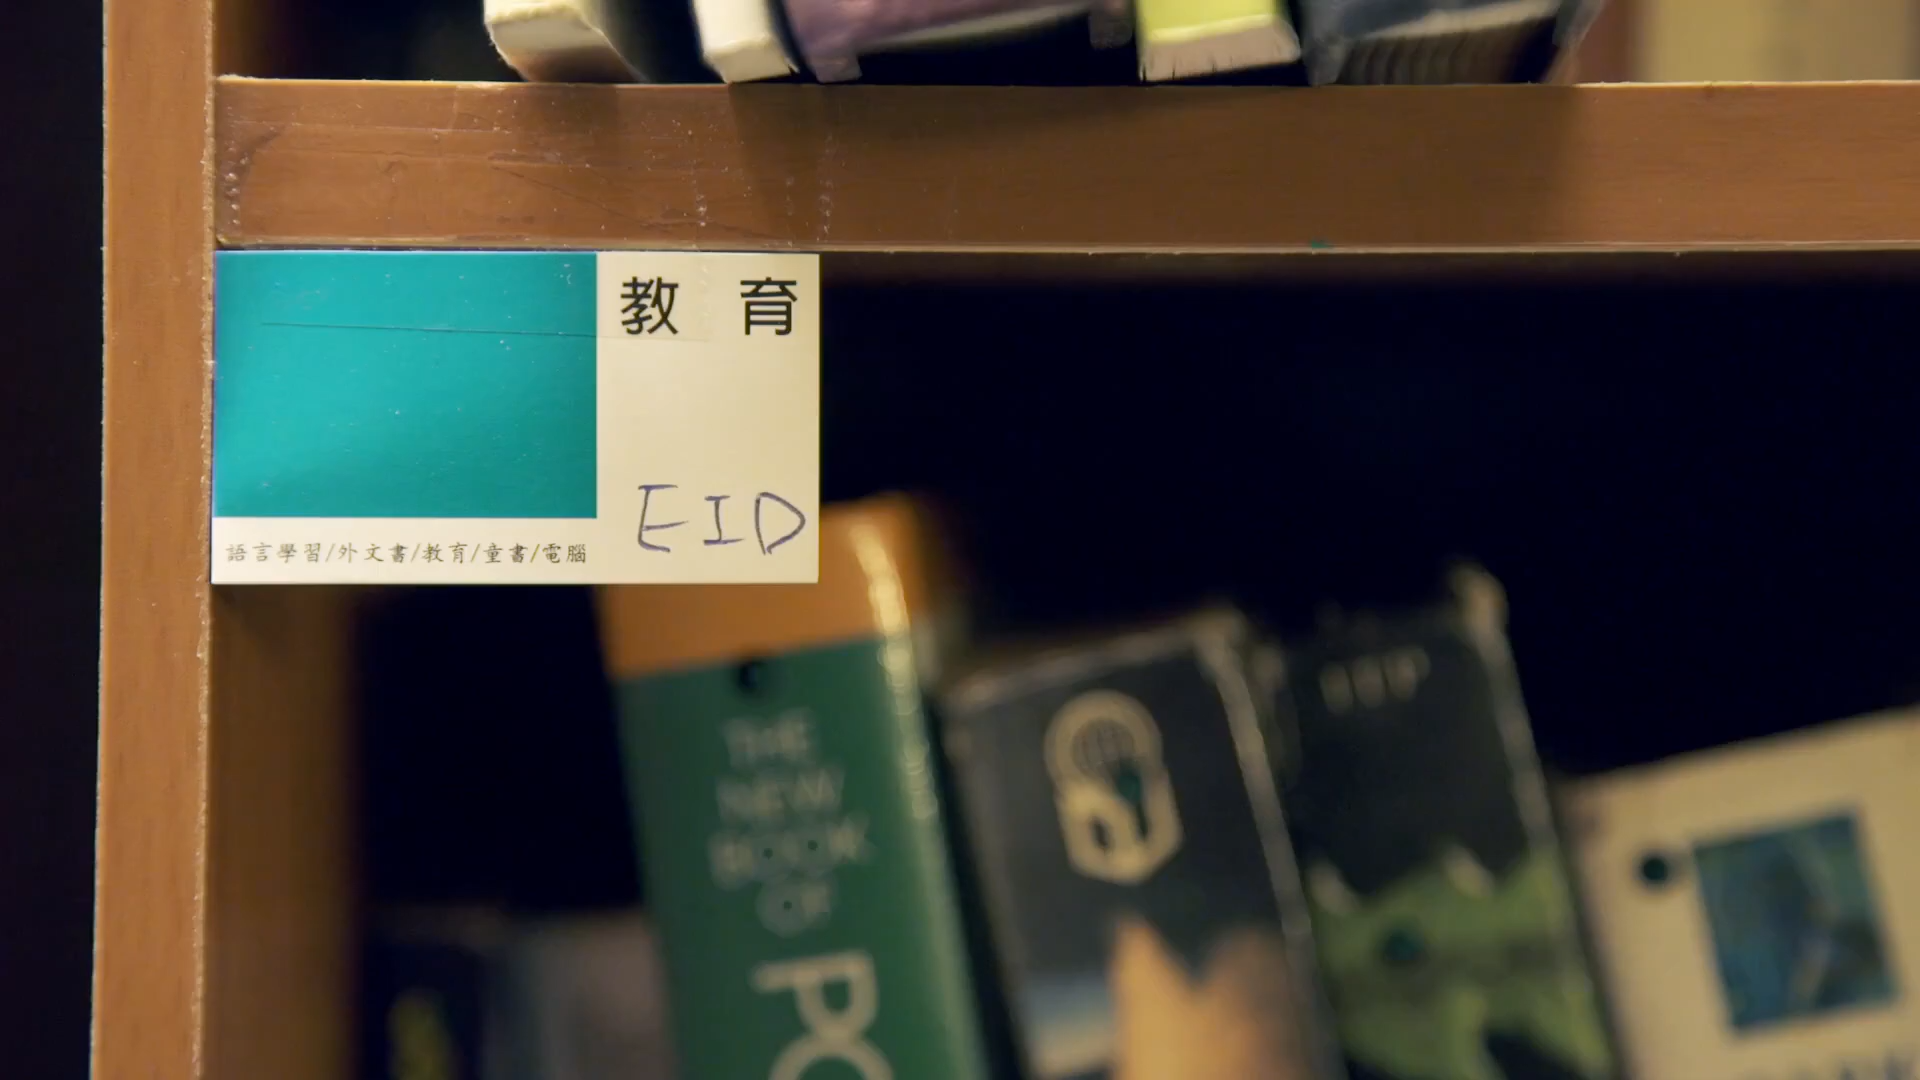 教 育
EID
語言學習/外文書/教育/童書/電腦
THE
NEW
BOOK
OF